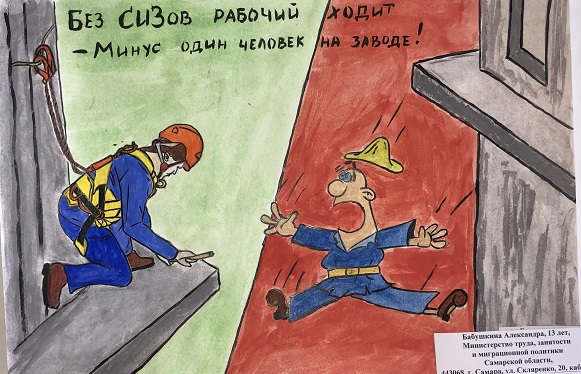 БЕЗ СИЗОВ РАБОЧИЙ ХОДИТ
– МИНУС ОДИН ЧЕЛОВЕК НА ЗАВОДЕ!
Бабушкина Александра, 13 лет,
Министерство труда, занятости
и миграционной политики
Самарской области,
443068, г. Самара, ул. Скляренко, 20, каб